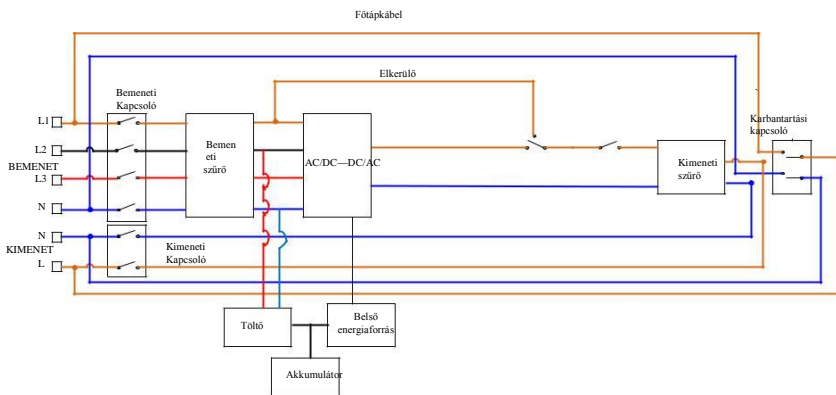 Főtápkábel
Elkerülő
Bemeneti
Kapcsoló
L1
L2
BEMENET
L3
N
N
KIMENET
L
Bemen
eti
szűrő
AC/DC—DC/AC
Kimeneti
szűrő
Karbantartási
kapcsoló
Kimeneti
Kapcsoló
Töltő
Belső
energiaforrás
Akkumulátor